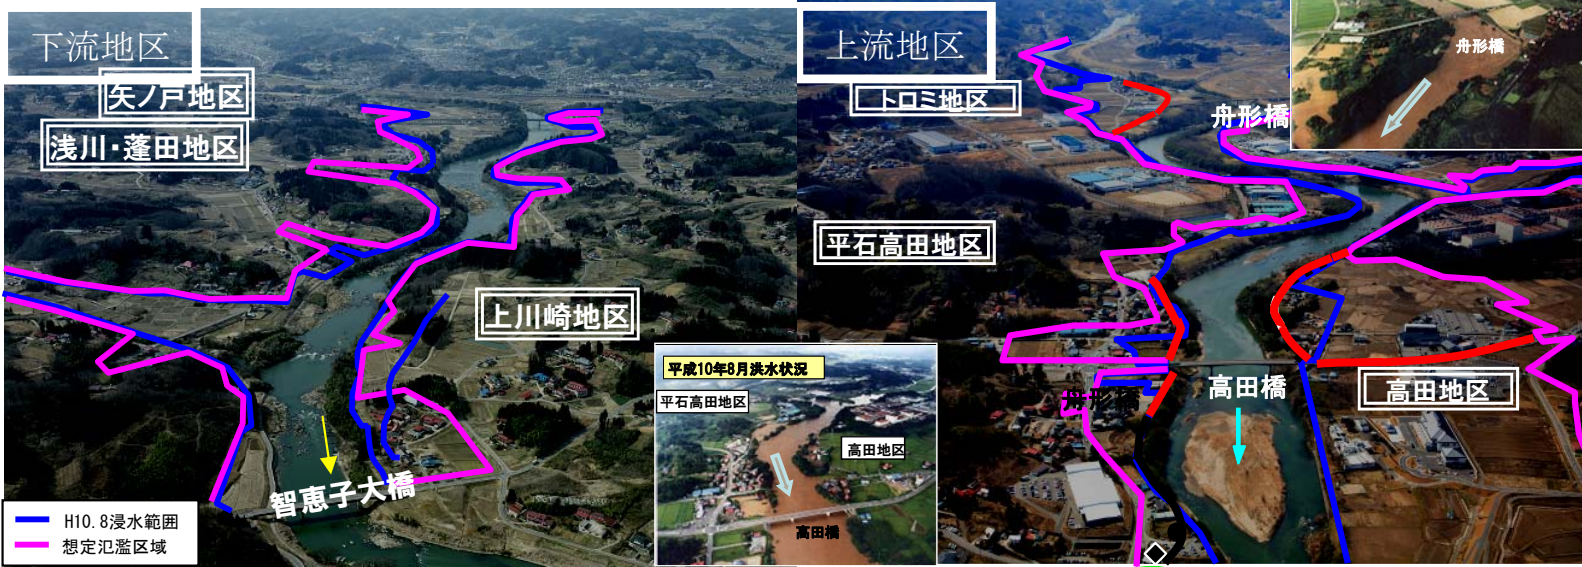 下流地区
矢ノ戸地区
浅川・蓬田地区
上川崎地区
智恵子大橋
H10.8浸水範囲
想定氾濫区域
平成10年8月洪水状況
平石高田地区
高田地区
高田橋
上流地区
トロミ地区
舟形橋
舟形橋
平石高田地区
舟形橋
高田橋
高田地区